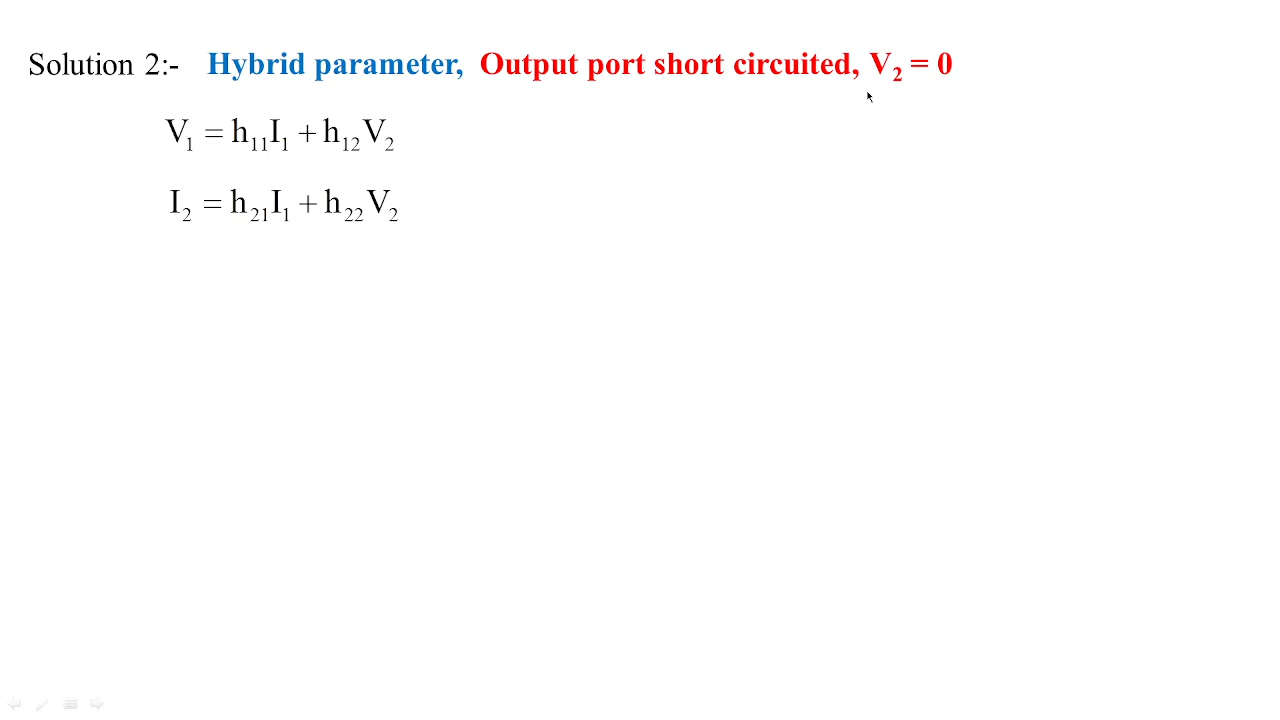 Solution 2:- Hybrid parameter, Output port short circuited, V₂ = 0
V₁ = h₁₁I₁ + h₁₂V₂
I₂ = h₂₁I₁ + h₂₂V₂